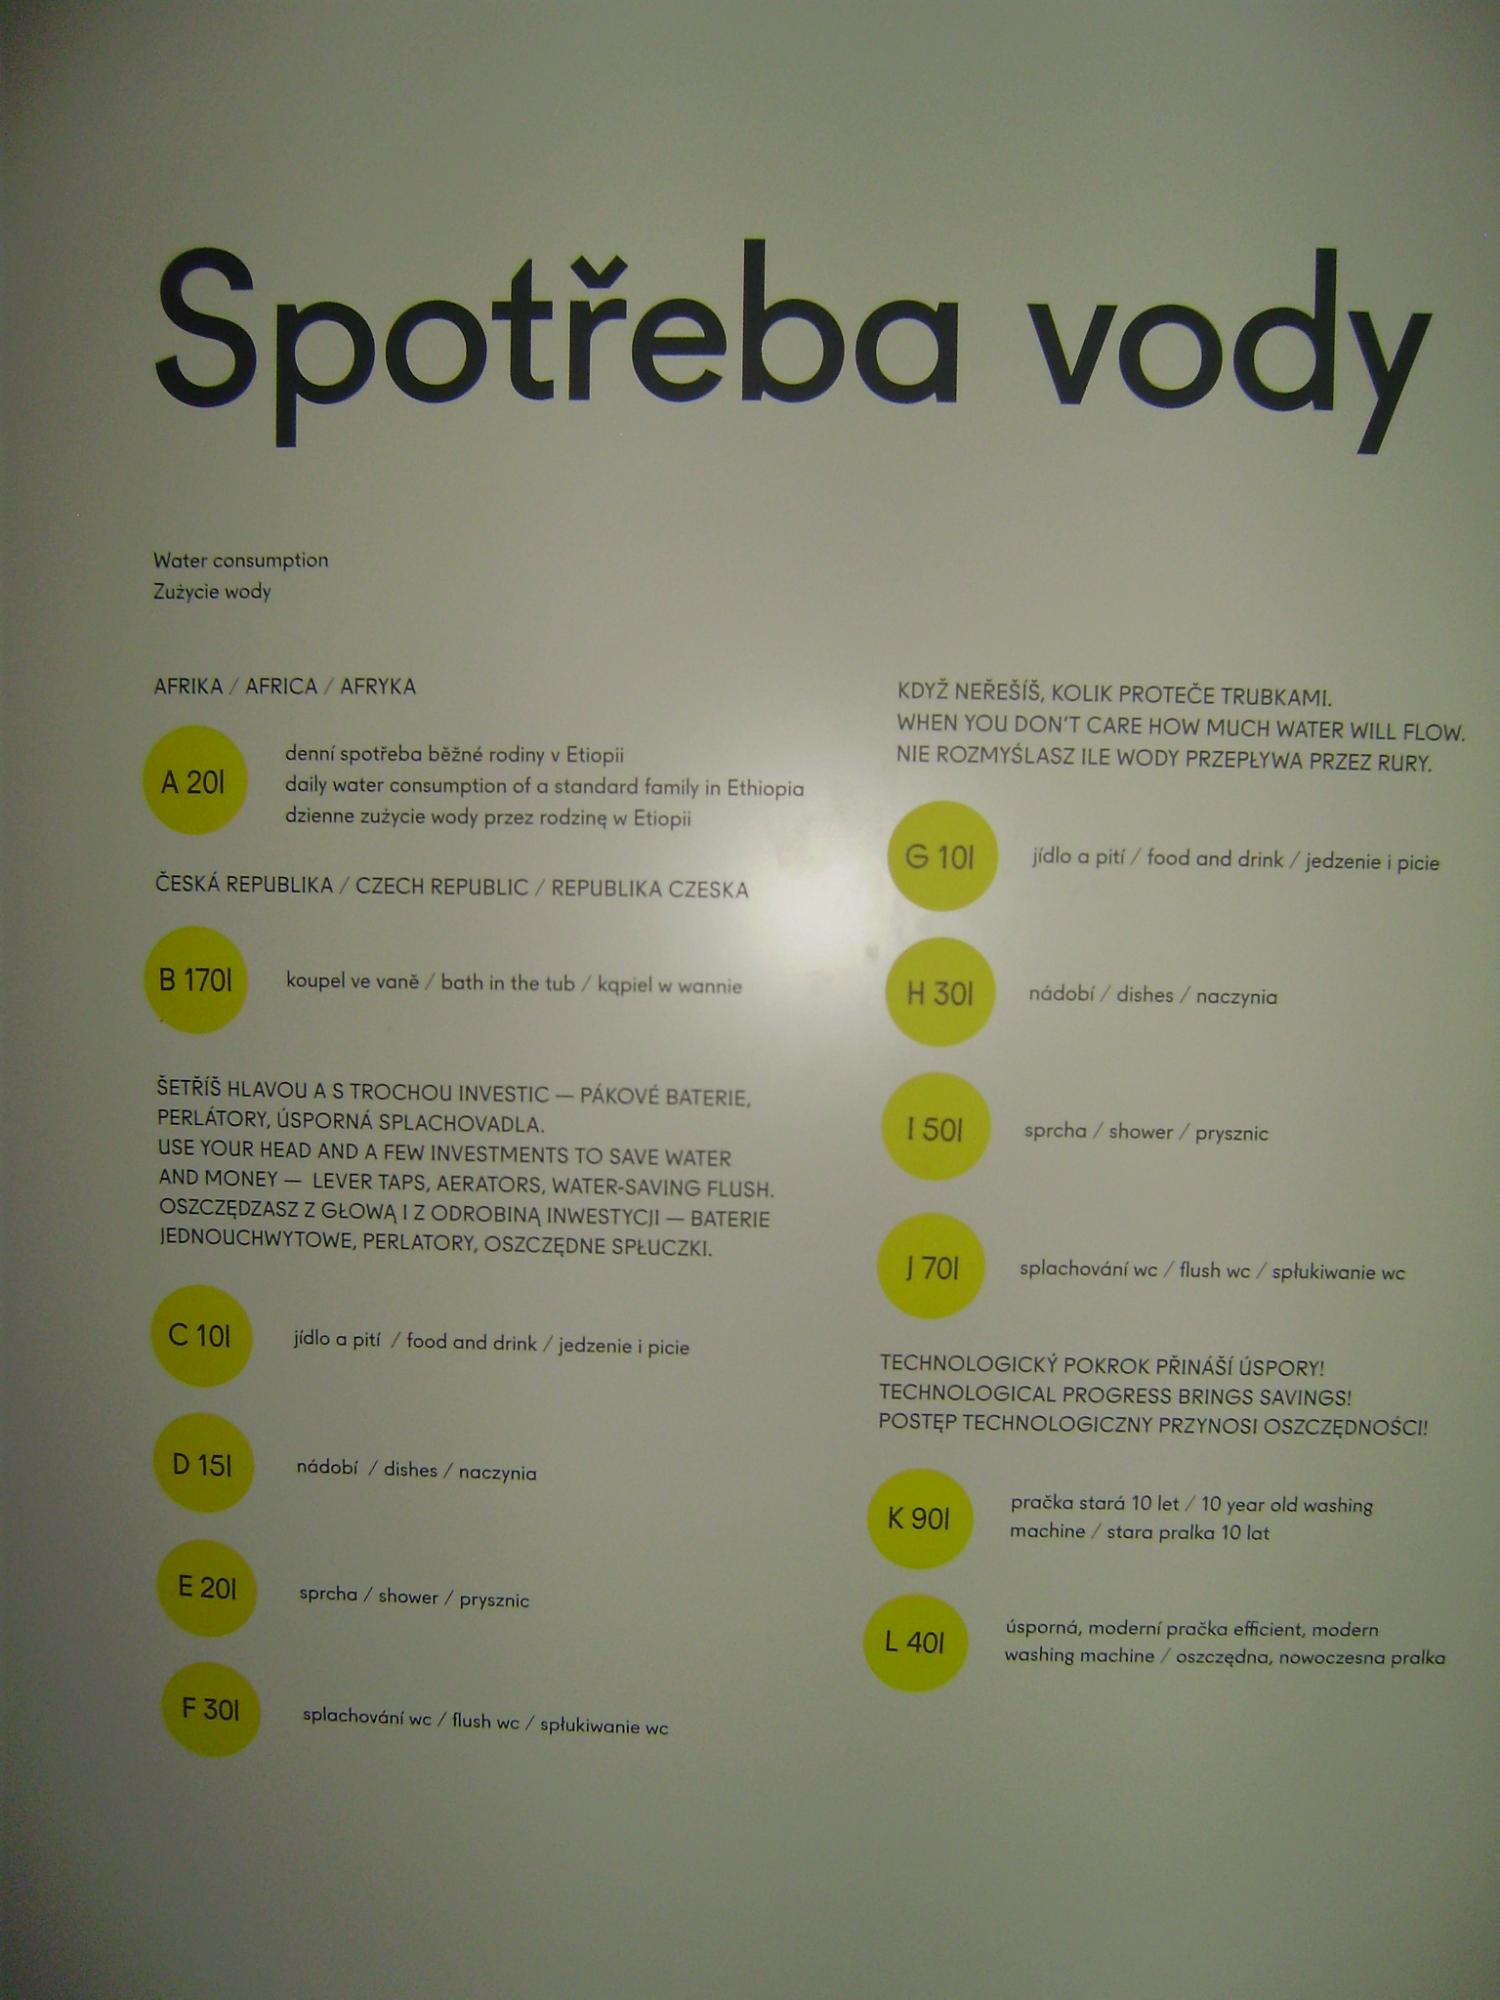 Spotřeba vody
Water consumption
Zużycie wody
AFRIKA / AFRICA / AFRYKA
A 20l
denní spotřeba běžné rodiny v Etiopii
daily water consumption of a standard family in Ethiopia
dzienne zużycie wody przez rodzinę w Etiopii
ČESKÁ REPUBLIKA / CZECH REPUBLIC / REPUBLIKA CZESKA
B 170l
koupel ve vaně / bath in the tub / kąpiel w wannie
ŠETŘÍŠ HLAVOU A S TROCHOU INVESTIC — PÁKOVÉ BATERIE,
PERLÁTORY, ÚSPORNÁ SPLACHOVADLA.
USE YOUR HEAD AND A FEW INVESTMENTS TO SAVE WATER
AND MONEY — LEVER TAPS, AERATORS, WATER-SAVING FLUSH.
OSZCZĘDZASZ Z GŁOWĄ I Z ODROBINĄ INWESTYCJI — BATERIE
JEDNOUCHWYTOWE, PERLATORY, OSZCZĘDNE SPŁUCZKI.
C 10l
jídlo a pití / food and drink / jedzenie i picie
D 15l
nádobí / dishes / naczynia
E 20l
sprcha / shower / prysznic
F 30l
splachování wc / flush wc / spłukiwanie wc
KDYŽ NEŘEŠÍŠ, KOLIK PROTEČE TRUBKAMI.
WHEN YOU DON'T CARE HOW MUCH WATER WILL FLOW.
NIE ROZMYŚLASZ ILE WODY PRZEPŁYWA PRZEZ RURY.
G 10l
jídlo a pití / food and drink / jedzenie i picie
H 30l
nádobí / dishes / naczynia
I 50l
sprcha / shower / prysznic
J 70l
splachování wc / flush wc / spłukiwanie wc
TECHNOLOGICKÝ POKROK PŘINÁŠÍ ÚSPORY!
TECHNOLOGICAL PROGRESS BRINGS SAVINGS!
POSTĘP TECHNOLOGICZNY PRZYNOSI OSZCZĘDNOŚCI!
K 90l
pračka stará 10 let / 10 year old washing
machine / stara pralka 10 lat
L 40l
úsporná, moderní pračka efficient, modern
washing machine / oszczędna, nowoczesna pralka